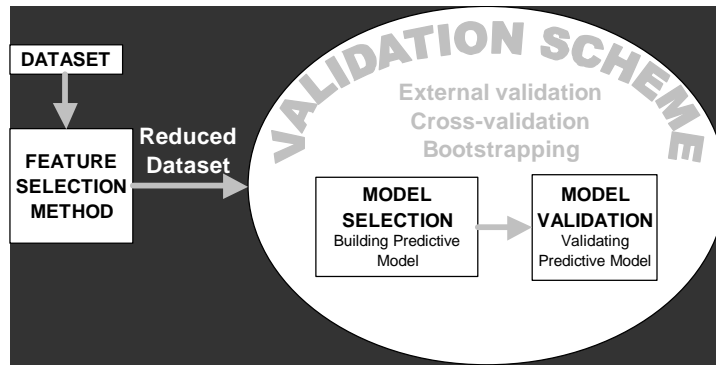 DATASET
FEATURE
SELECTION
METHOD
Reduced
Dataset
VALIDATION SCHEME
External validation
Cross-validation
Bootstrapping
MODEL
SELECTION
Building Predictive
Model
MODEL
VALIDATION
Validating
Predictive Model